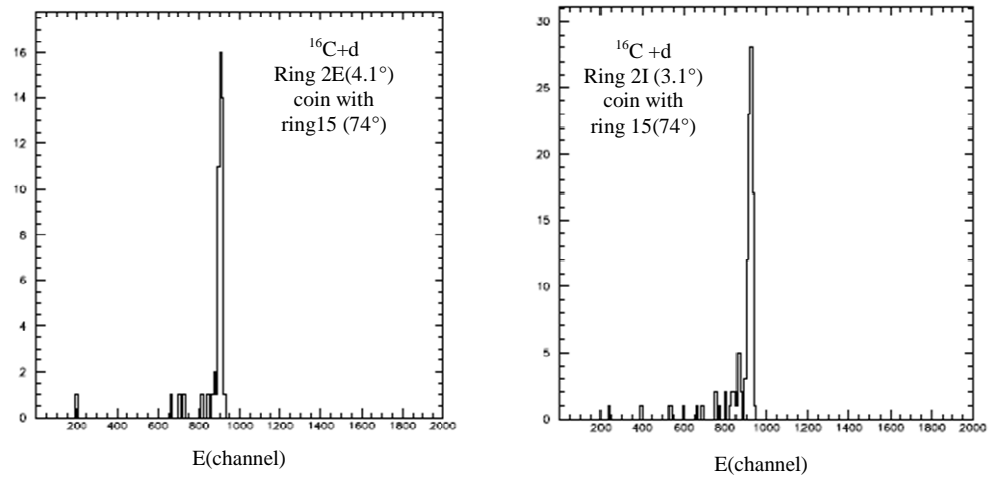 16
14
12
10
8
6
4
2
0
200 400 600 800 1000 1200 1400 1600 1800 2000
¹⁶C+d
Ring 2E(4.1°)
coin with
ring15 (74°)
E(channel)
30
25
20
15
10
5
0
200 400 600 800 1000 1200 1400 1600 1800 2000
¹⁶C +d
Ring 2I (3.1°)
coin with
ring 15(74°)
E(channel)